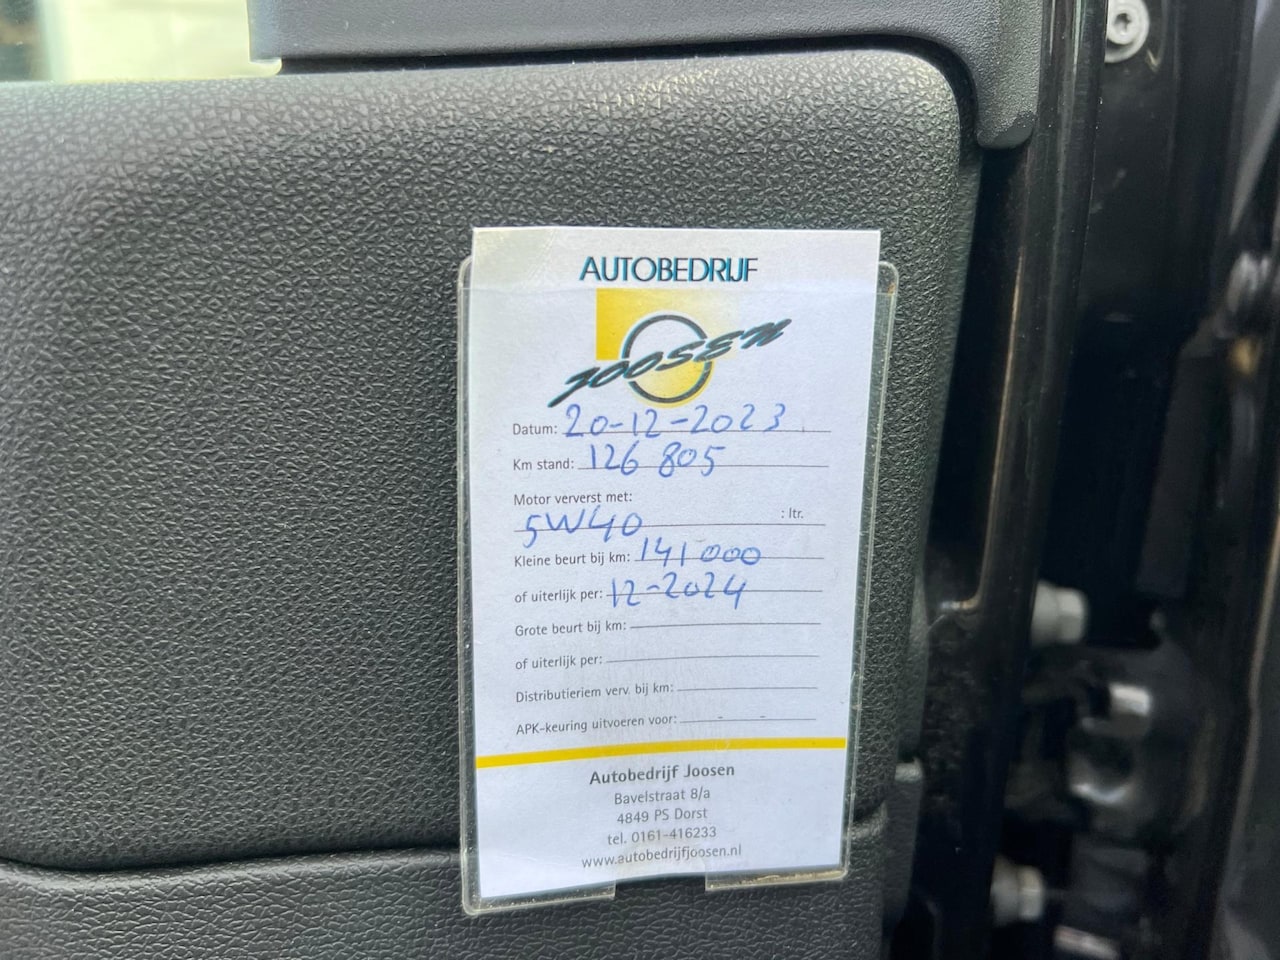 AUTOBEDRIJF
JOOSEN
Datum: 20-12-2023
Km stand: 126 805
Motor ververst met:
5W40 : ltr.
Kleine beurt bij km: 141 000
of uiterlijk per: 12-2024
Grote beurt bij km:
of uiterlijk per:
Distributieriem verv. bij km:
APK-keuring uitvoeren voor: - -
Autobedrijf Joosen
Bavelstraat 8/a
4849 PS Dorst
tel. 0161-416233
www.autobedrijfjoosen.nl